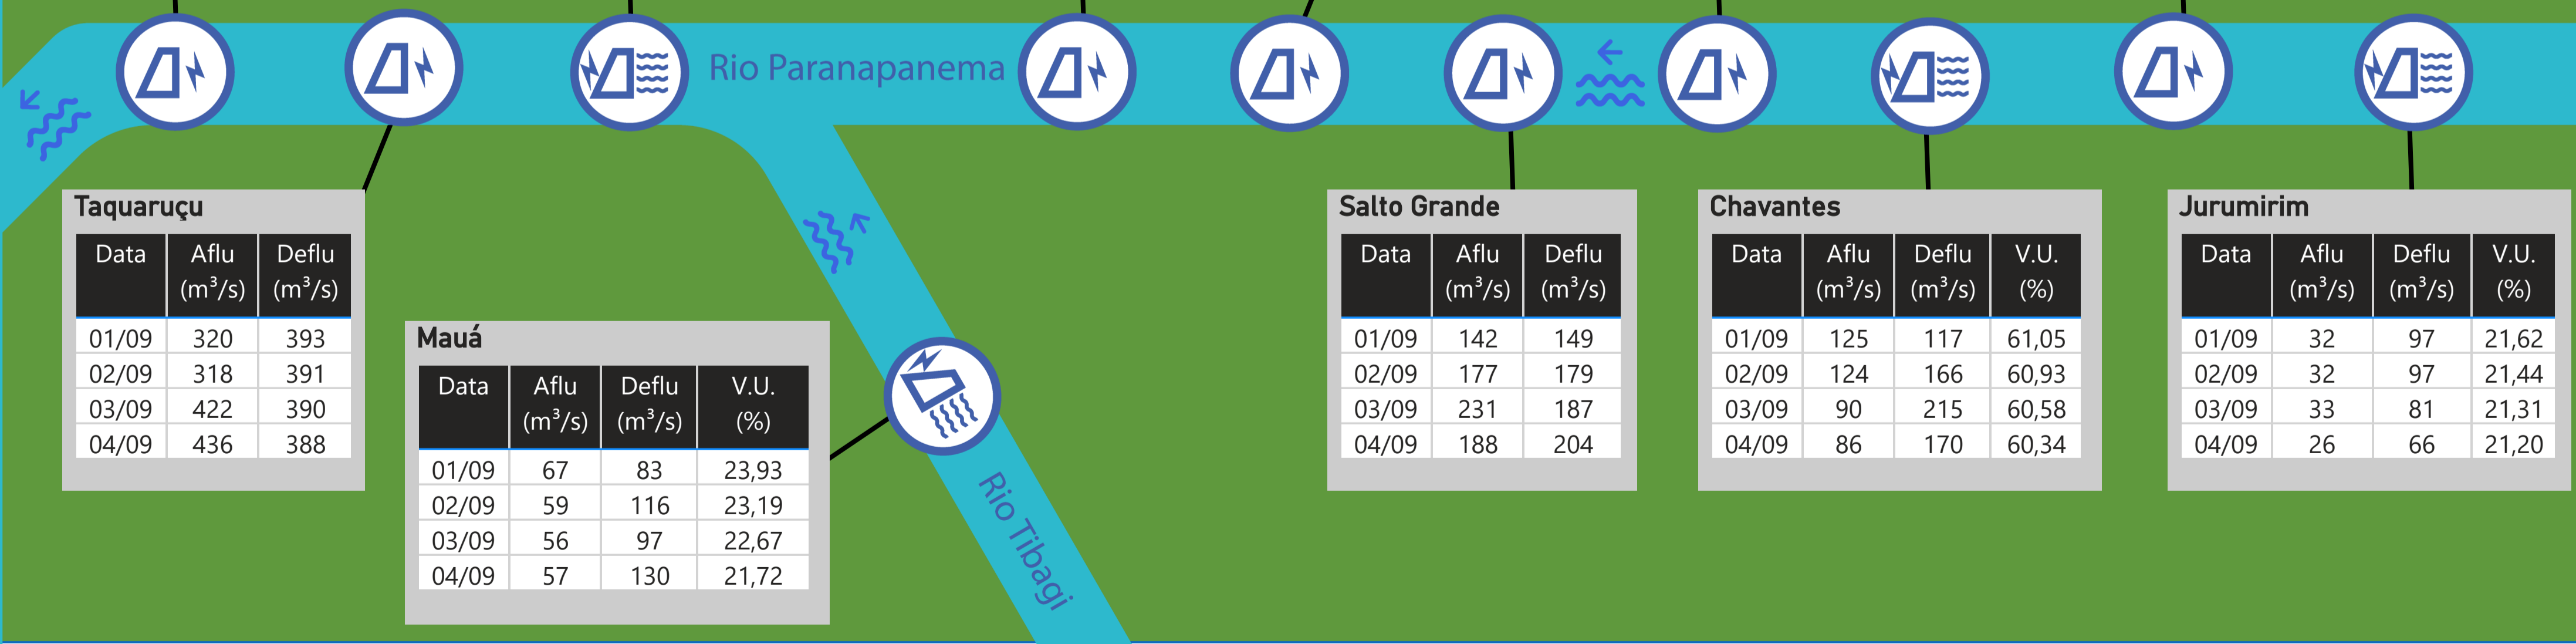 Rio Paranapanema
Taquaruçu
Data Aflu (m³/s) Deflu (m³/s)
01/09 320 393
02/09 318 391
03/09 422 390
04/09 436 388
Mauá
Data Aflu (m³/s) Deflu (m³/s) V.U. (%)
01/09 67 83 23,93
02/09 59 116 23,19
03/09 56 97 22,67
04/09 57 130 21,72
Rio Tibagi
Salto Grande
Data Aflu (m³/s) Deflu (m³/s)
01/09 142 149
02/09 177 179
03/09 231 187
04/09 188 204
Chavantes
Data Aflu (m³/s) Deflu (m³/s) V.U. (%)
01/09 125 117 61,05
02/09 124 166 60,93
03/09 90 215 60,58
04/09 86 170 60,34
Jurumirim
Data Aflu (m³/s) Deflu (m³/s) V.U. (%)
01/09 32 97 21,62
02/09 32 97 21,44
03/09 33 81 21,31
04/09 26 66 21,20